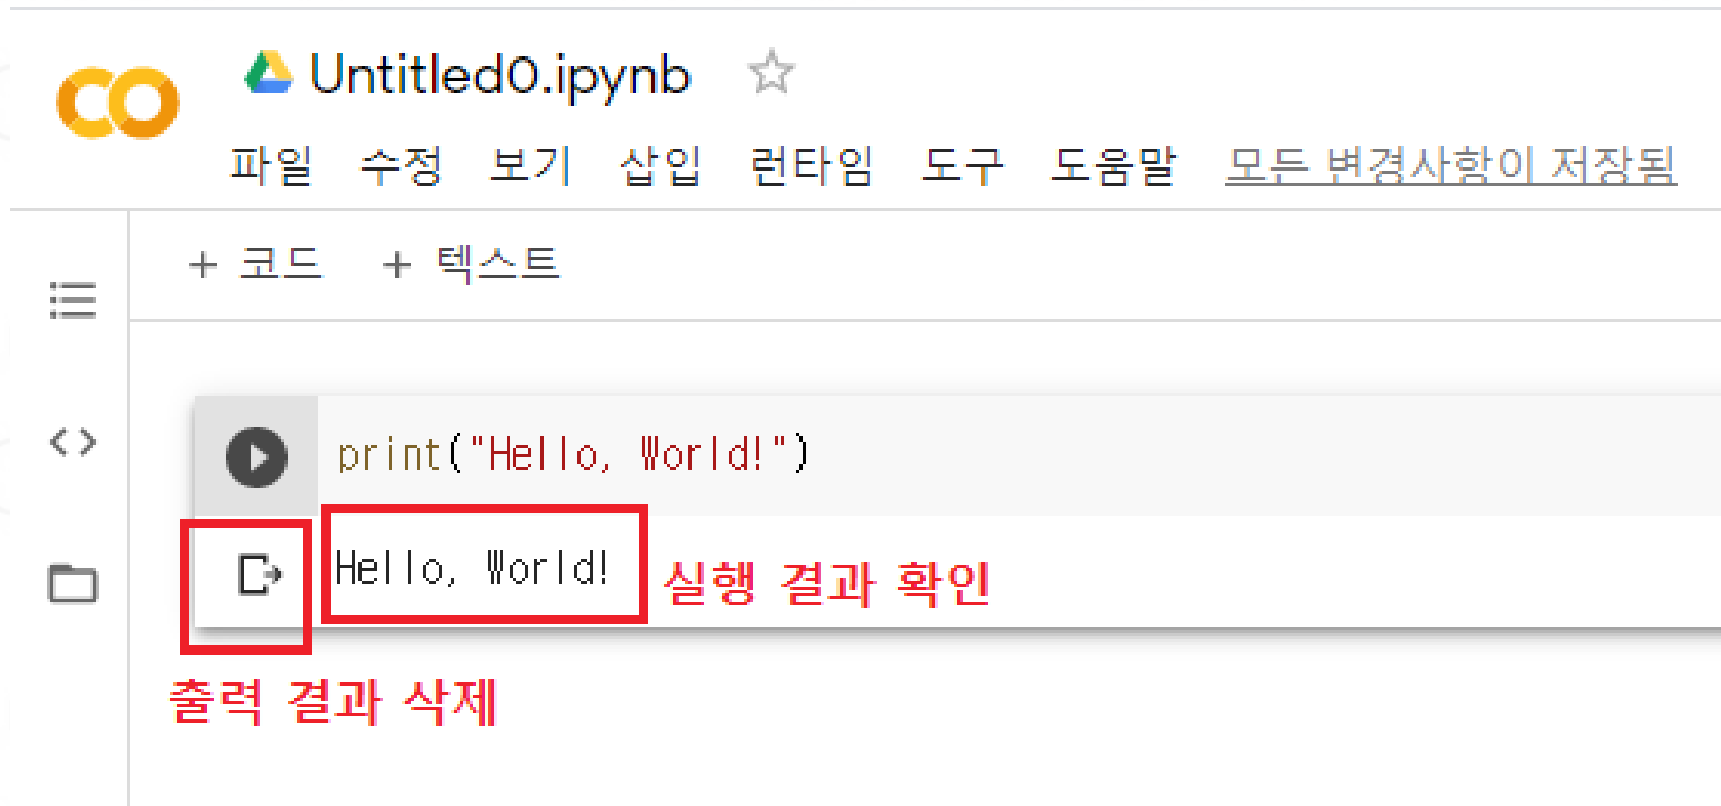 CO Untitled0.ipynb
파일 수정 보기 삽입 런타임 도구 도움말 모든 변경사항이 저장됨
+ 코드 + 텍스트
print("Hello, World!")
Hello, World! 실행 결과 확인
출력 결과 삭제